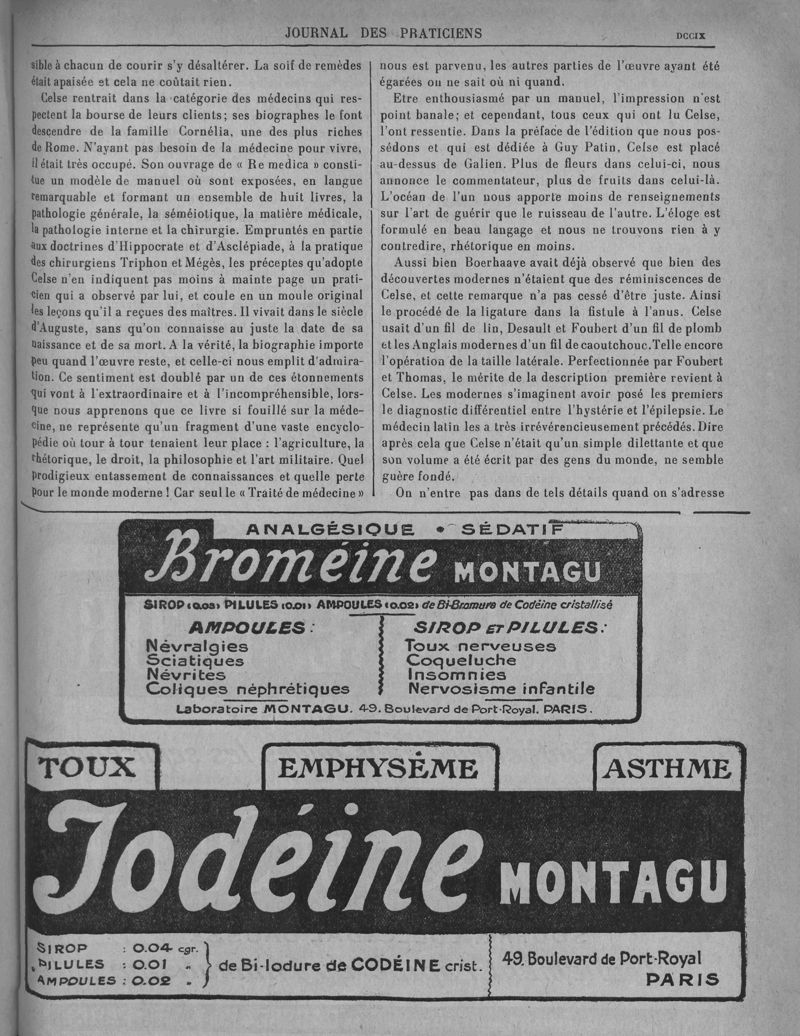 JOURNAL DES PRATICIENS
DCCIX
sible à chacun de courir s'y désaltérer. La soif de remèdes
était apaisée et cela ne coûtait rien.
Celse rentrait dans la catégorie des médecins qui res-
pectent la bourse de leurs clients ; ses biographes le font
descendre de la famille Cornélia, une des plus riches
de Rome. N'ayant pas besoin de la médecine pour vivre,
il était très occupé. Son ouvrage de « Re medica » consti-
tue un modèle de manuel où sont exposées, en langue
remarquable et formant un ensemble de huit livres, la
pathologie générale, la séméiotique, la matière médicale,
la pathologie interne et la chirurgie. Empruntés en partie
aux doctrines d'Hippocrate et d'Asclépiade, à la pratique
des chirurgiens Triphon et Mégès, les préceptes qu'adopte
Celse n'en indiquent pas moins à mainte page un prati-
cien qui a observé par lui, et coule en un moule original
les leçons qu'il a reçues des maîtres. Il vivait dans le siècle
d'Auguste, sans qu'on connaisse au juste la date de sa
naissance et de sa mort. A la vérité, la biographie importe
peu quand l'œuvre reste, et celle-ci nous emplit d'admira-
tion. Ce sentiment est doublé par un de ces étonnements
qui vont à l'extraordinaire et à l'incompréhensible, lors-
que nous apprenons que ce livre si fouillé sur la méde-
cine, ne représente qu'un fragment d'une vaste encyclo-
pédie où tour à tour tenaient leur place : l'agriculture, la
rhétorique, le droit, la philosophie et l'art militaire. Quel
prodigieux entassement de connaissances et quelle perte
pour le monde moderne ! Car seul le « Traité de médecine »
nous est parvenu, les autres parties de l'œuvre ayant été
égarées on ne sait où ni quand.
Etre enthousiasmé par un manuel, l'impression n'est
point banale ; et cependant, tous ceux qui ont lu Celse,
l'ont ressentie. Dans la préface de l'édition que nous pos-
sédons et qui est dédiée à Guy Patin, Celse est placé
au-dessus de Galien. Plus de fleurs dans celui-ci, nous
annonce le commentateur, plus de fruits dans celui-là.
L'océan de l'un nous apporte moins de renseignements
sur l'art de guérir que le ruisseau de l'autre. L'éloge est
formulé en beau langage et nous ne trouvons rien à y
contredire, rhétorique en moins.
Aussi bien Boerhaave avait déjà observé que bien des
découvertes modernes n'étaient que des réminiscences de
Celse, et cette remarque n'a pas cessé d'être juste. Ainsi
le procédé de la ligature dans la fistule à l'anus. Celse
usait d'un fil de lin, Desault et Foubert d'un fil de plomb
et les Anglais modernes d'un fil de caoutchouc. Telle encore
l'opération de la taille latérale. Perfectionnée par Foubert
et Thomas, le mérite de la description première revient à
Celse. Les modernes s'imaginent avoir posé les premiers
le diagnostic différentiel entre l'hystérie et l'épilepsie. Le
médecin latin les a très irrévérencieusement précédés. Dire
après cela que Celse n'était qu'un simple dilettante et que
son volume a été écrit par des gens du monde, ne semble
guère fondé.
On n'entre pas dans de tels détails quand on s'adresse
ANALGÉSIQUE • SÉDATIF
Broméine MONTAGU
SIROP (0.03) PILULES (0.01) AMPOULES (0.02) de Bi-Bromure de Codéine cristallisé
AMPOULES :
Névralgies
Sciatiques
Névrites
Coliques néphrétiques
SIROP ET PILULES :
Toux nerveuses
Coqueluche
Insomnies
Nervosisme infantile
Laboratoire MONTAGU. 49. Boulevard de Port-Royal. PARIS.
TOUX
EMPHYSÈME
ASTHME
Iodéine MONTAGU
SIROP : 0.04 cgr.
PILULES : 0.01 „
AMPOULES : 0.02 „
de Bi-Iodure de CODÉINE crist.
49. Boulevard de Port-Royal
PARIS